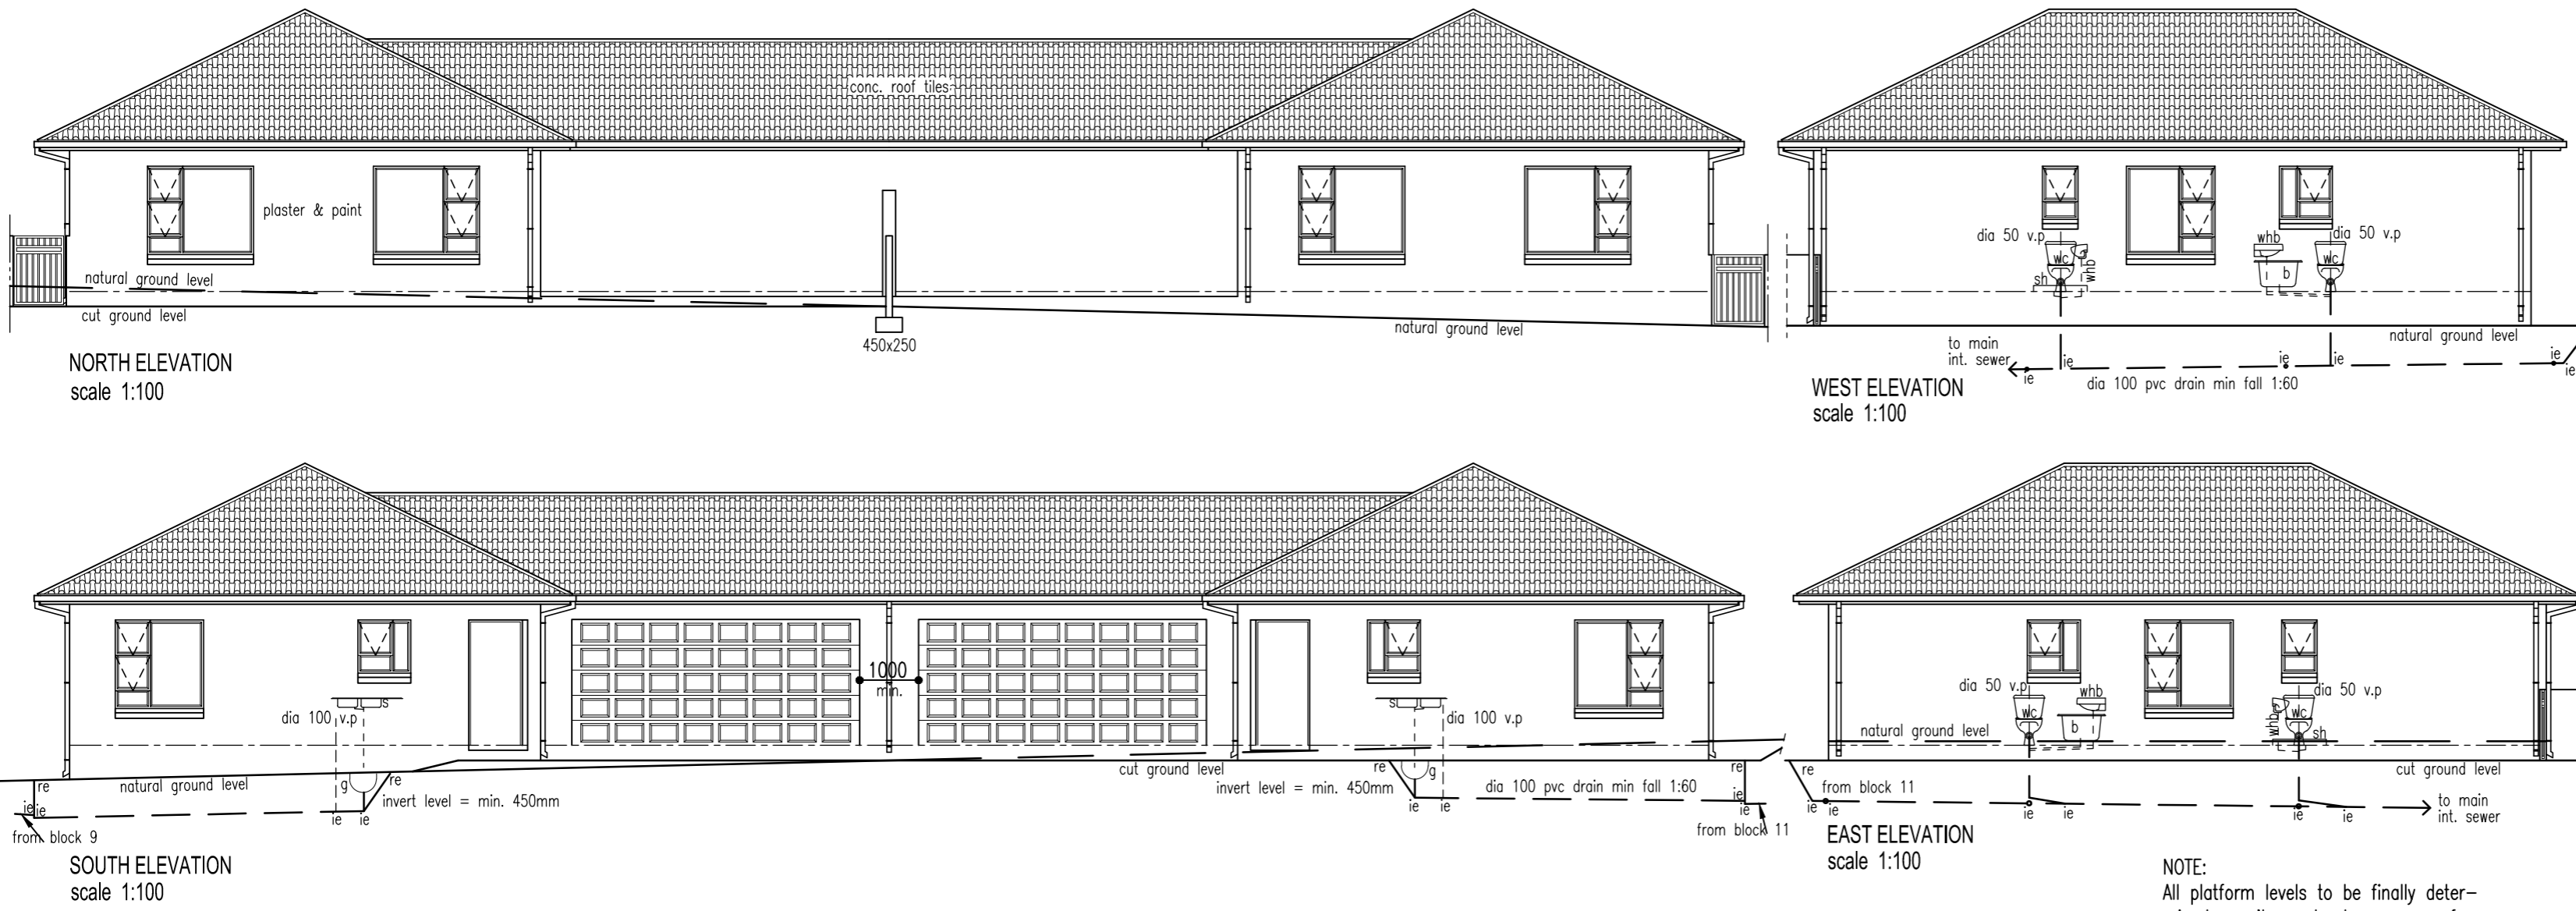 conc. roof tiles
plaster & paint
natural ground level
cut ground level
450x250
natural ground level
NORTH ELEVATION
scale 1:100
dia 50 v.p
wc
whb
sh
whb
b
wc
dia 50 v.p
natural ground level
to main
int. sewer
ie
ie
ie
ie
ie
ie
dia 100 pvc drain min fall 1:60
WEST ELEVATION
scale 1:100
1000
min.
s
dia 100 v.p
natural ground level
re
ie
ie
g
re
invert level = min. 450mm
ie
ie
from block 9
cut ground level
s
dia 100 v.p
re
g
invert level = min. 450mm
ie
ie
dia 100 pvc drain min fall 1:60
re
ie
ie
from block 11
SOUTH ELEVATION
scale 1:100
dia 50 v.p
wc
whb
b
whb
wc
sh
dia 50 v.p
natural ground level
cut ground level
re
from block 11
ie
ie
ie
ie
ie
ie
to main
int. sewer
EAST ELEVATION
scale 1:100
NOTE:
All platform levels to be finally deter-